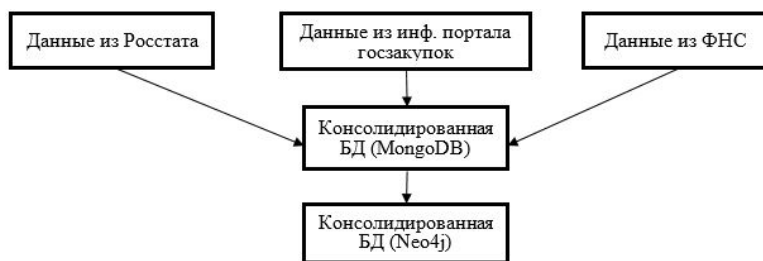 Данные из Росстата
Данные из инф. портала
госзакупок
Данные из ФНС
Консолидированная
БД (MongoDB)
Консолидированная
БД (Neo4j)